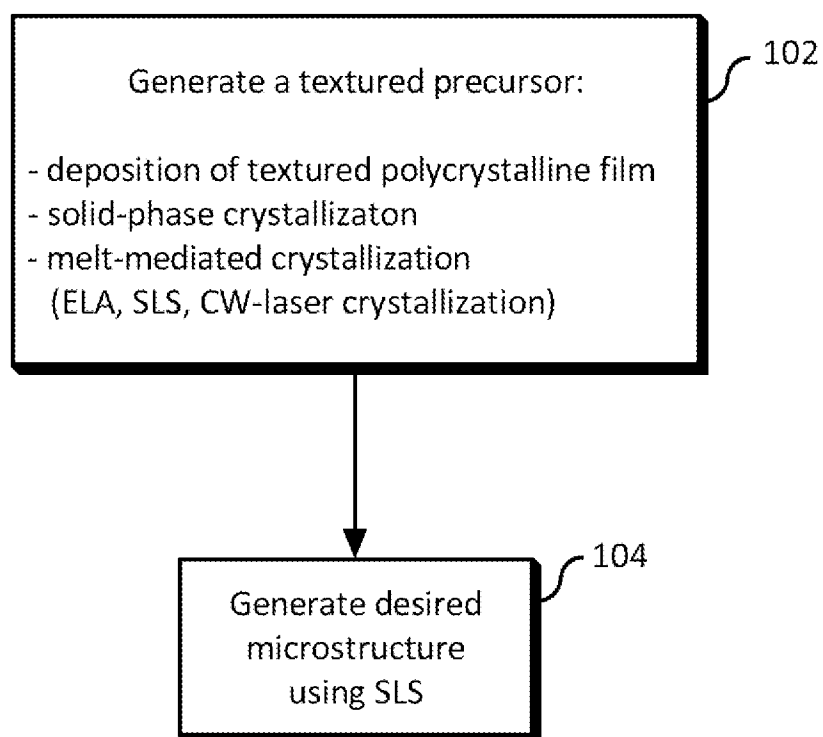 Generate a textured precursor:
102
- deposition of textured polycrystalline film
- solid-phase crystallizaton
- melt-mediated crystallization
(ELA, SLS, CW-laser crystallization)
104
Generate desired
microstructure
using SLS